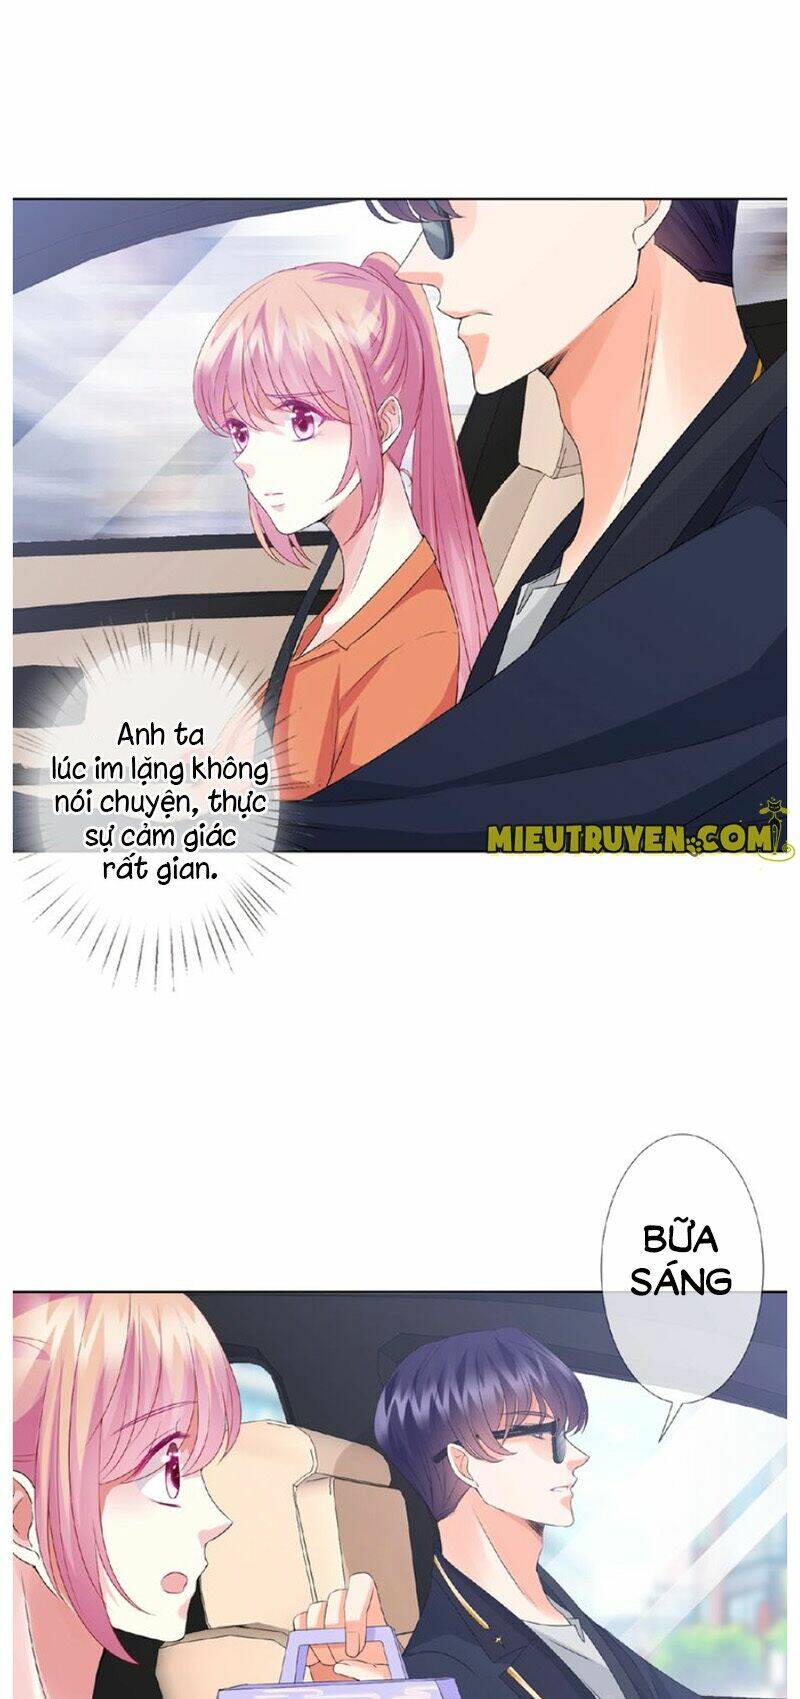 Anh ta
lúc im lặng không
nói chuyện, thực
sự cảm giác
rất gian.
MIEUTRUYEN.COM
BỮA
SÁNG